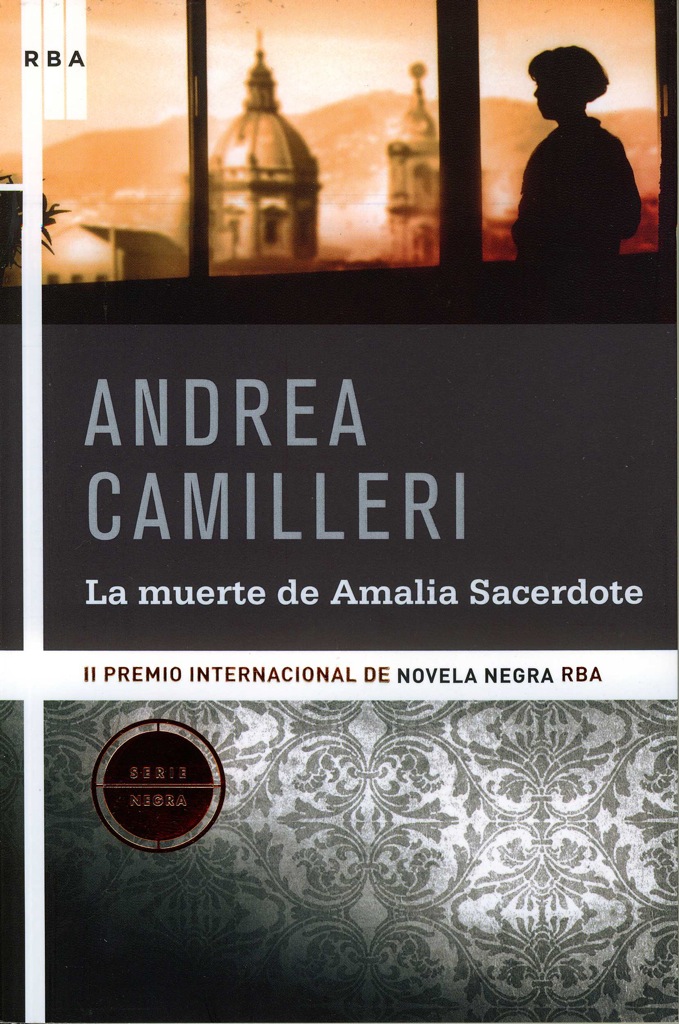 RBA
ANDREA
CAMILLERI
La muerte de Amalia Sacerdote
II PREMIO INTERNACIONAL DE NOVELA NEGRA RBA
SERIE
NEGRA